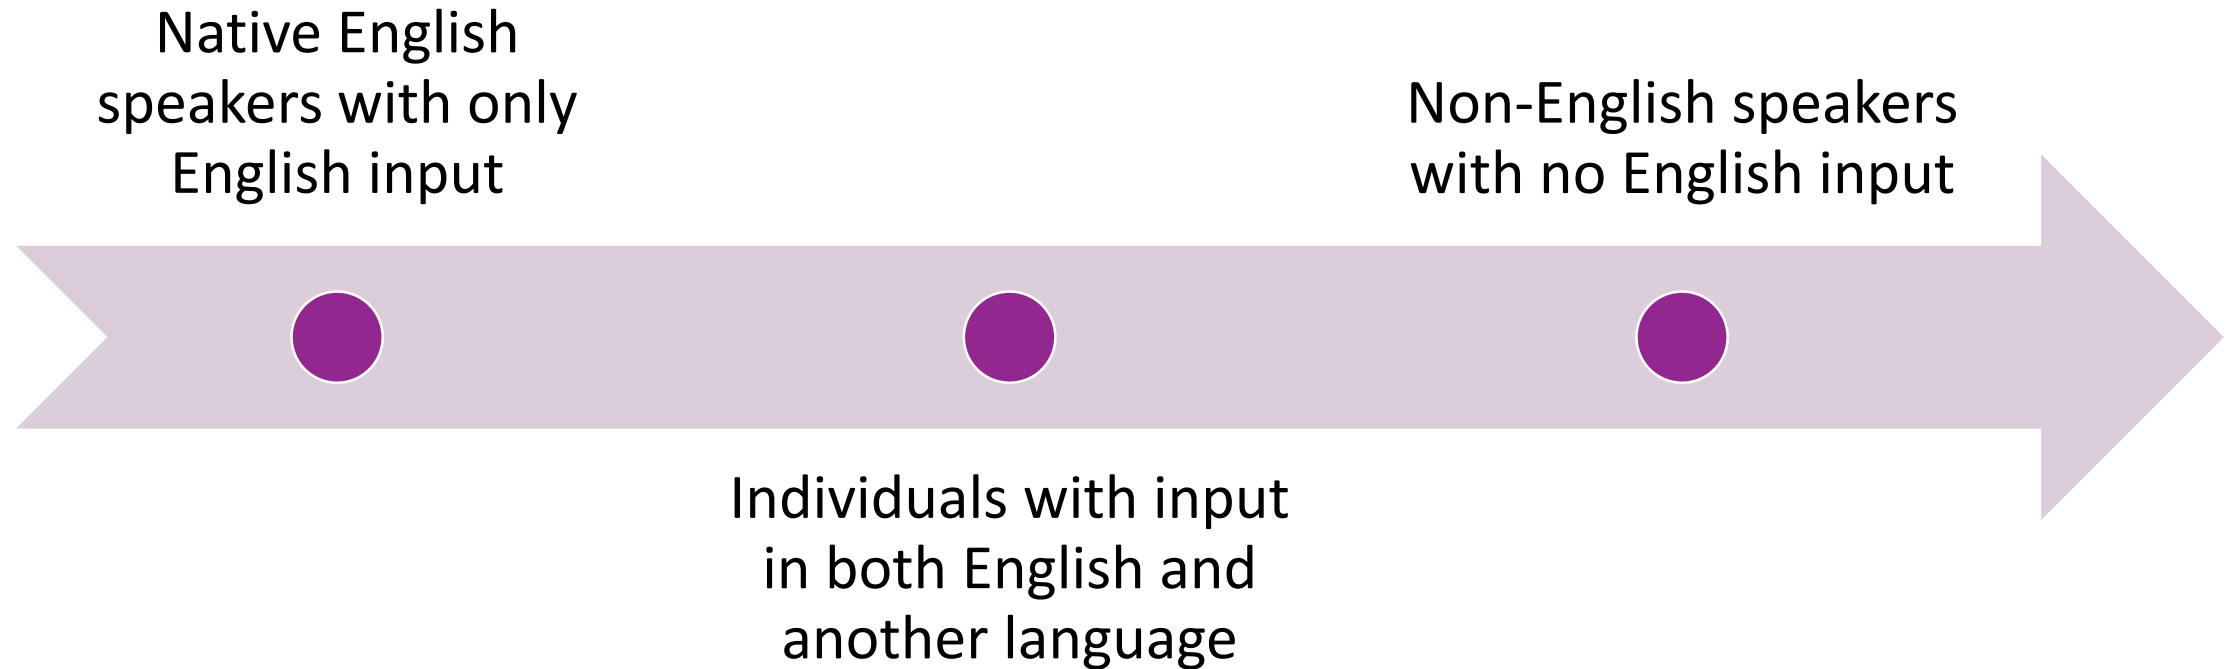 Native English
speakers with only
English input
Non-English speakers
with no English input
Individuals with input
in both English and
another language